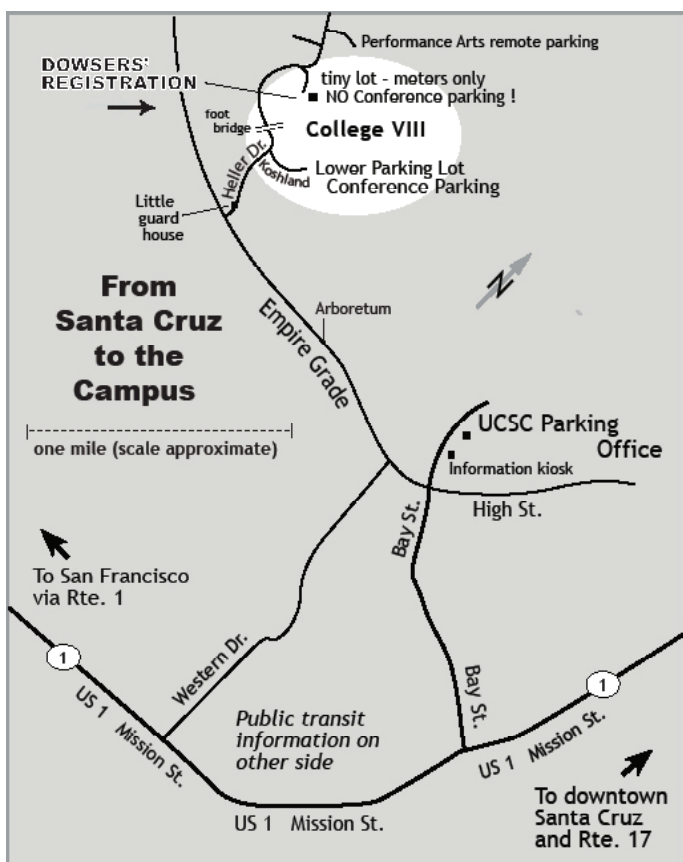 Performance Arts remote parking
DOWSERS'
REGISTRATION
tiny lot - meters only
NO Conference parking !
foot
bridge
College VIII
Heller Dr.
Koshland
Lower Parking Lot
Conference Parking
Little
guard
house
N
From
Santa Cruz
to the
Campus
Arboretum
Empire Grade
one mile (scale approximate)
UCSC Parking
Office
Information kiosk
High St.
Bay St.
To San Francisco
via Rte. 1
1
US 1 Mission St.
Western Dr.
Bay St.
1
Public transit
information on
other side
US 1 Mission St.
US 1 Mission St.
To downtown
Santa Cruz
and Rte. 17